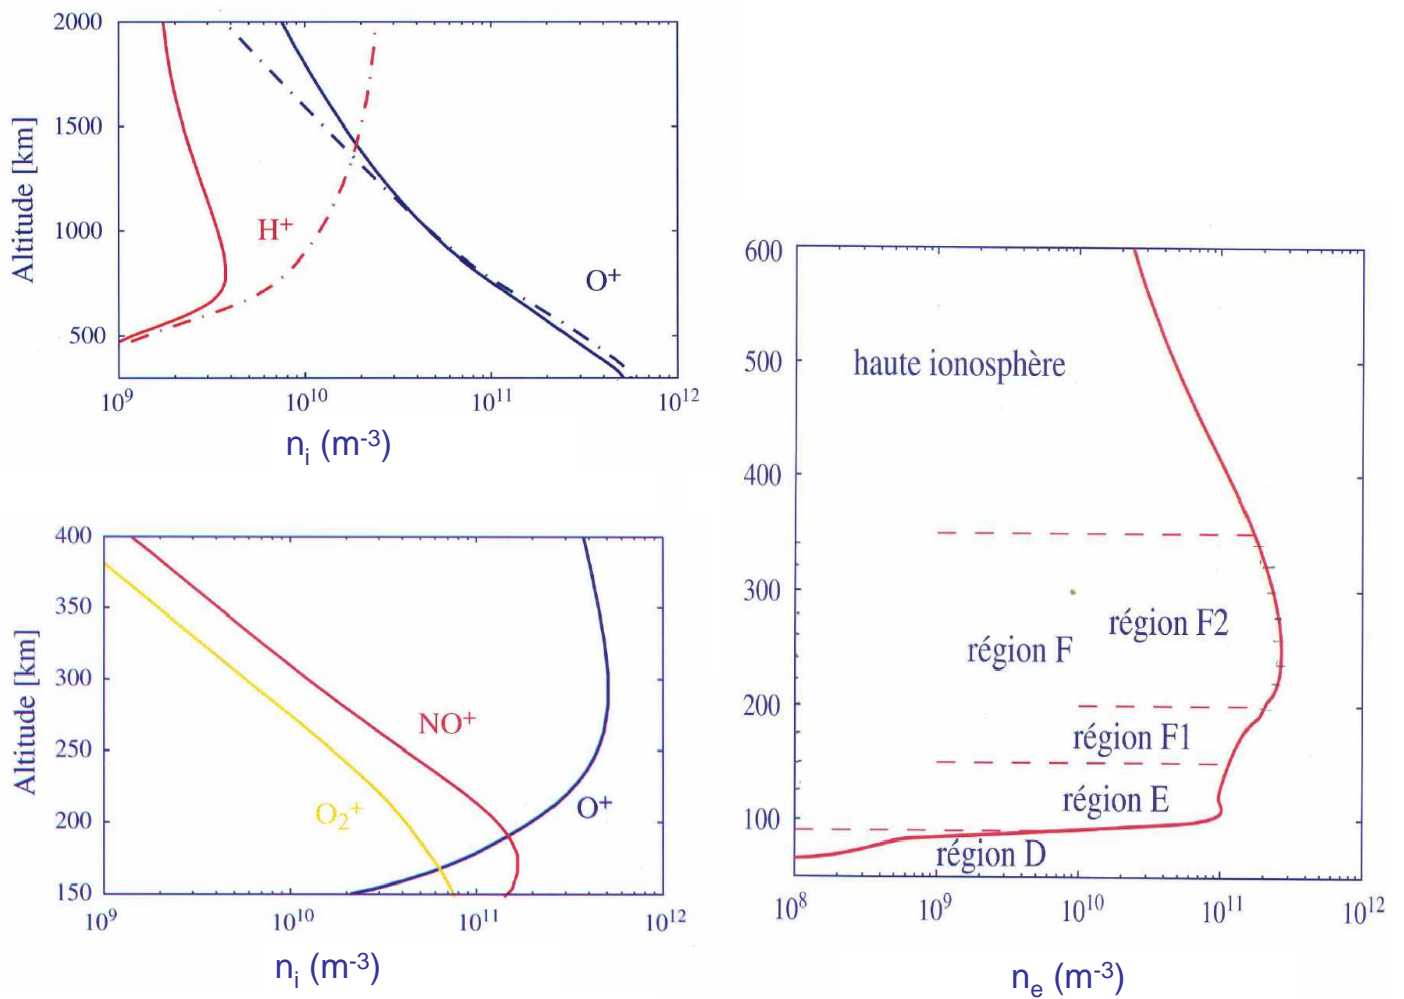 2000
1500
1000
500
Altitude [km]
H+
O+
10^9
10^10
10^11
10^12
n_i (m^-3)
400
350
300
250
200
150
Altitude [km]
NO+
O_2^+
O+
10^9
10^10
10^11
10^12
n_i (m^-3)
600
500
400
300
200
100
haute ionosphère
région F2
région F
région F1
région E
région D
10^8
10^9
10^10
10^11
10^12
n_e (m^-3)